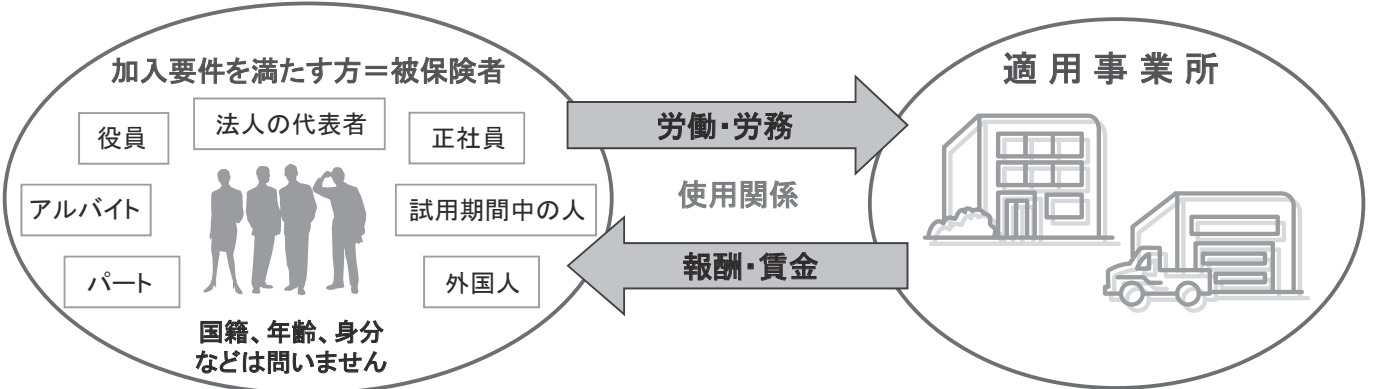 加入要件を満たす方＝被保険者
役員
法人の代表者
正社員
アルバイト
試用期間中の人
パート
外国人
国籍、年齢、身分
などは問いません
労働・労務
使用関係
報酬・賃金
適用事業所